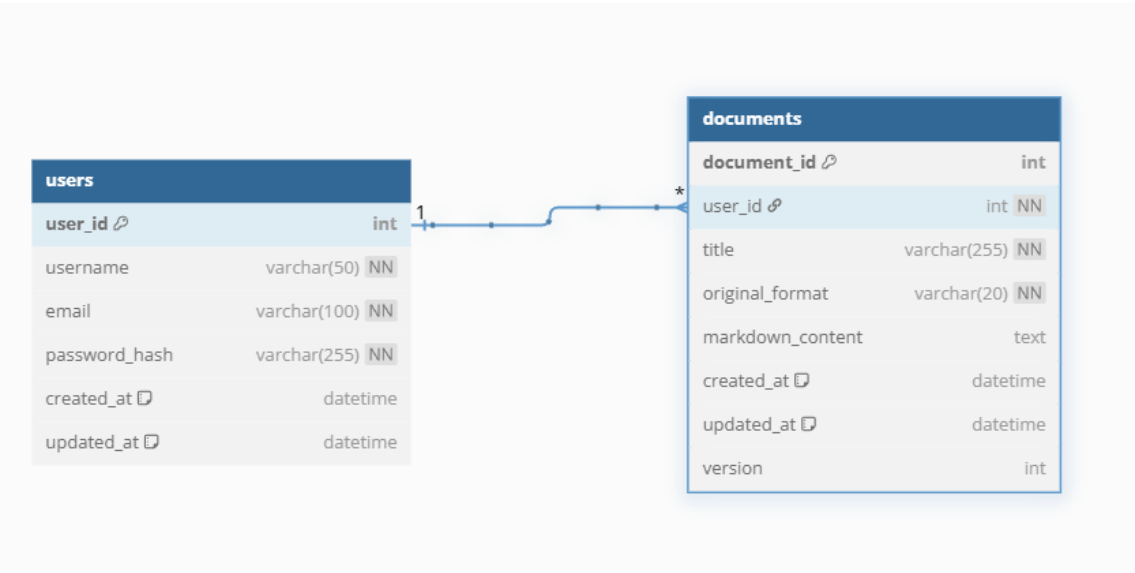 users
user_id int
username varchar(50) NN
email varchar(100) NN
password_hash varchar(255) NN
created_at datetime
updated_at datetime
1
*
documents
document_id int
user_id int NN
title varchar(255) NN
original_format varchar(20) NN
markdown_content text
created_at datetime
updated_at datetime
version int